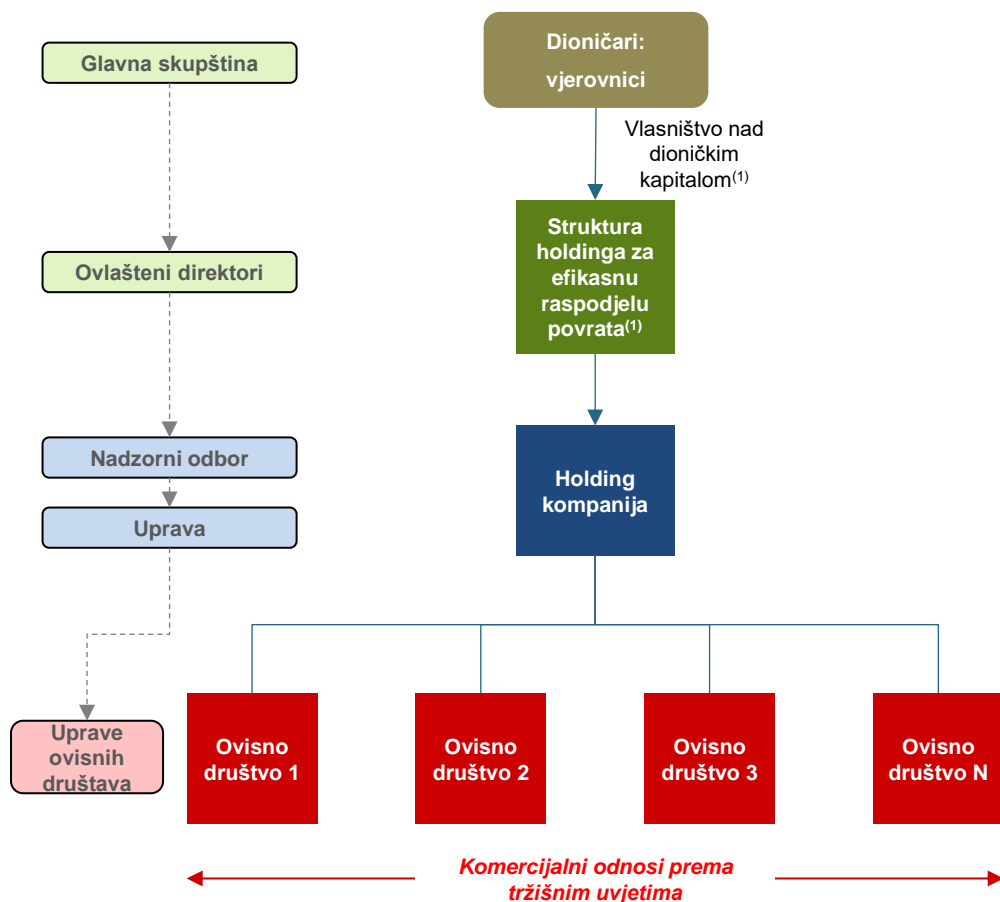 Glavna skupština
Dioničari:
vjerovnici
Vlasništvo nad
dioničkim
kapitalom(1)
Ovlašteni direktori
Struktura
holdinga za
efikasnu
raspodjelu
povrata(1)
Nadzorni odbor
Uprava
Holding
kompanija
Uprave
ovisnih
društava
Ovisno
društvo 1
Ovisno
društvo 2
Ovisno
društvo 3
Ovisno
društvo N
Komercijalni odnosi prema
tržišnim uvjetima